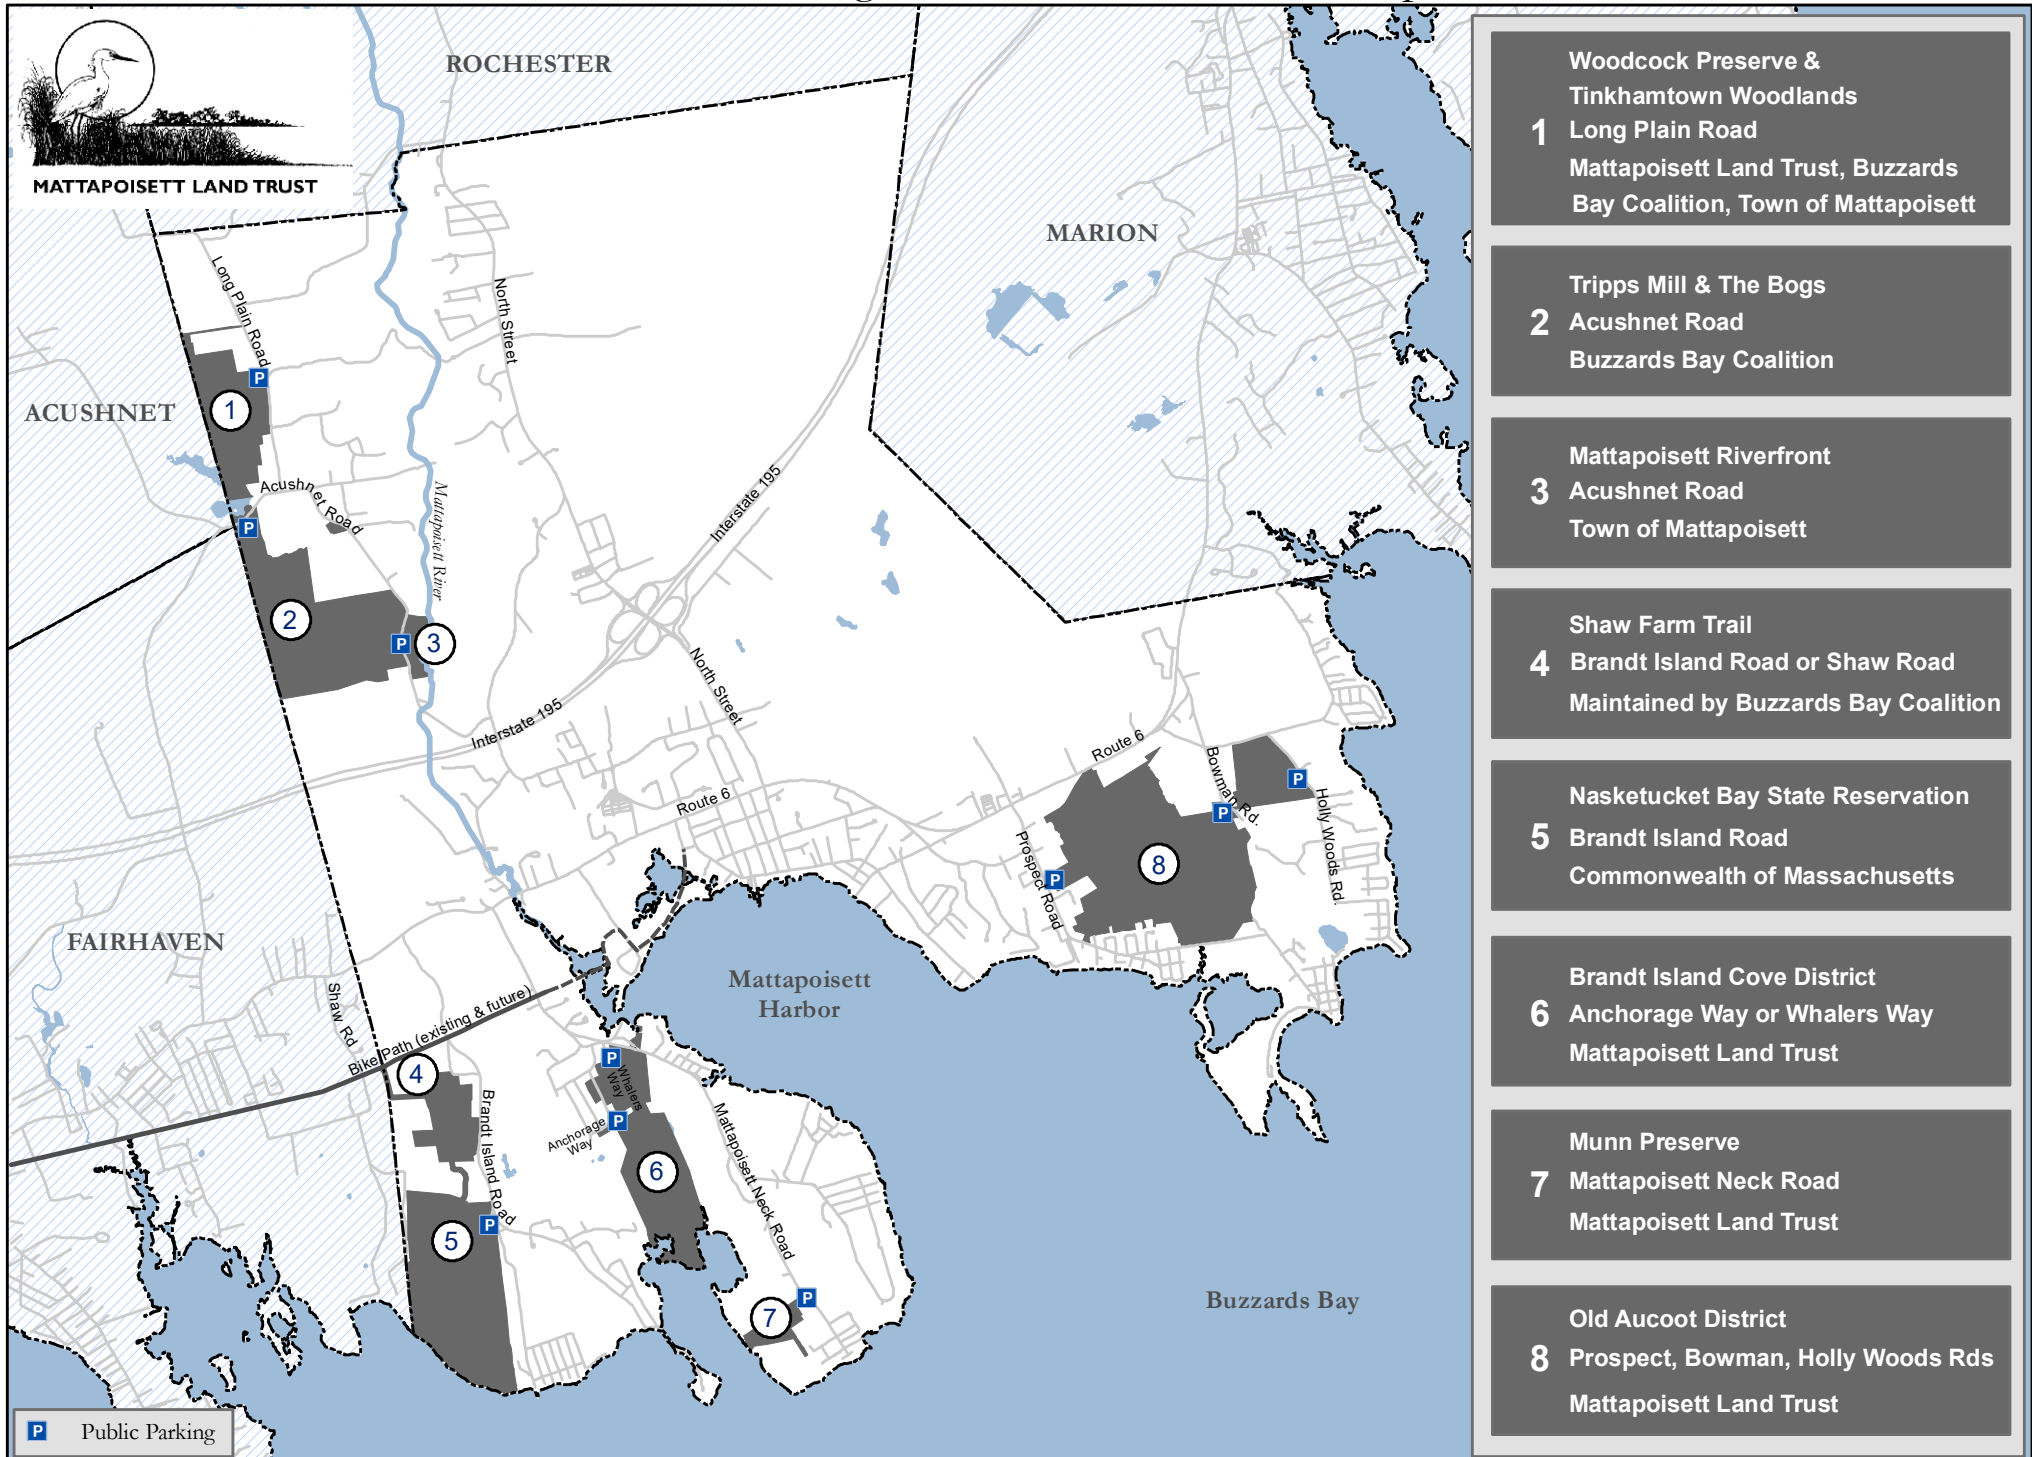 MATTAPOISETT LAND TRUST
ROCHESTER
MARION
ACUSHNET
FAIRHAVEN
Long Plain Road
North Street
Acushnet Road
Mattapoisett River
Interstate 195
North Street
Interstate 195
Route 6
Route 6
Bowman Rd.
Holly Woods Rd.
Prospect Road
Mattapoisett
Harbor
Shaw Rd
Bike Path (existing & future)
Brandt Island Road
Whalers
Way
Anchorage
Way
Mattapoisett Neck Road
Buzzards Bay
1
2
3
4
5
6
7
8
P
P
P
P
P
P
P
P
P
P
P Public Parking
Woodcock Preserve &
Tinkhamtown Woodlands
1 Long Plain Road
Mattapoisett Land Trust, Buzzards
Bay Coalition, Town of Mattapoisett
Tripps Mill & The Bogs
2 Acushnet Road
Buzzards Bay Coalition
Mattapoisett Riverfront
3 Acushnet Road
Town of Mattapoisett
Shaw Farm Trail
4 Brandt Island Road or Shaw Road
Maintained by Buzzards Bay Coalition
Nasketucket Bay State Reservation
5 Brandt Island Road
Commonwealth of Massachusetts
Brandt Island Cove District
6 Anchorage Way or Whalers Way
Mattapoisett Land Trust
Munn Preserve
7 Mattapoisett Neck Road
Mattapoisett Land Trust
Old Aucoot District
8 Prospect, Bowman, Holly Woods Rds
Mattapoisett Land Trust